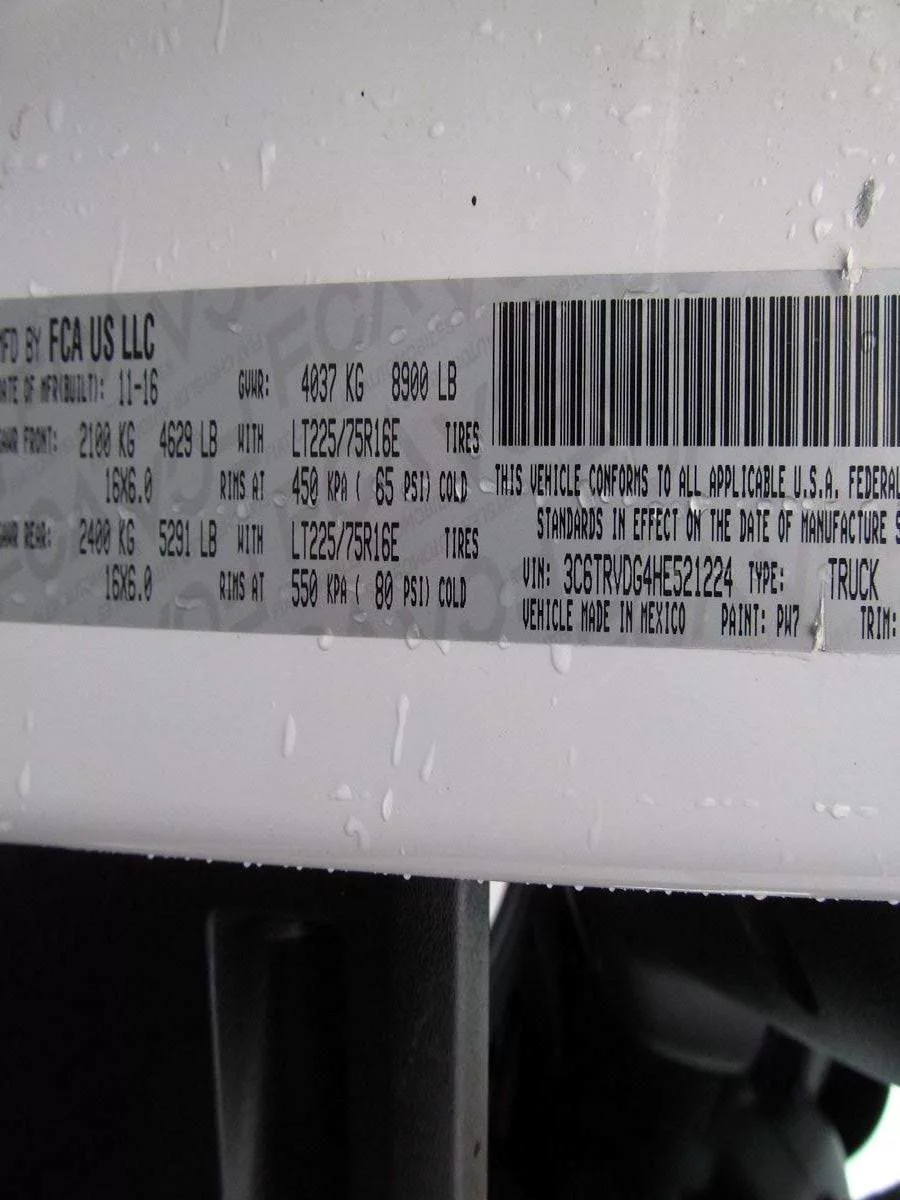 MFD BY FCA US LLC
DATE OF MFR(BUILT): 11-16 GVWR: 4037 KG 8900 LB
GAWR FRONT: 2100 KG 4629 LB WITH LT225/75R16E TIRES
16X6.0 RIMS AT 450 KPA ( 65 PSI) COLD
GAWR REAR: 2400 KG 5291 LB WITH LT225/75R16E TIRES
16X6.0 RIMS AT 550 KPA ( 80 PSI) COLD
THIS VEHICLE CONFORMS TO ALL APPLICABLE U.S.A. FEDERAL
STANDARDS IN EFFECT ON THE DATE OF MANUFACTURE S
VIN: 3C6TRVDG4HE521224 TYPE: TRUCK
VEHICLE MADE IN MEXICO PAINT: PW7 TRIM: